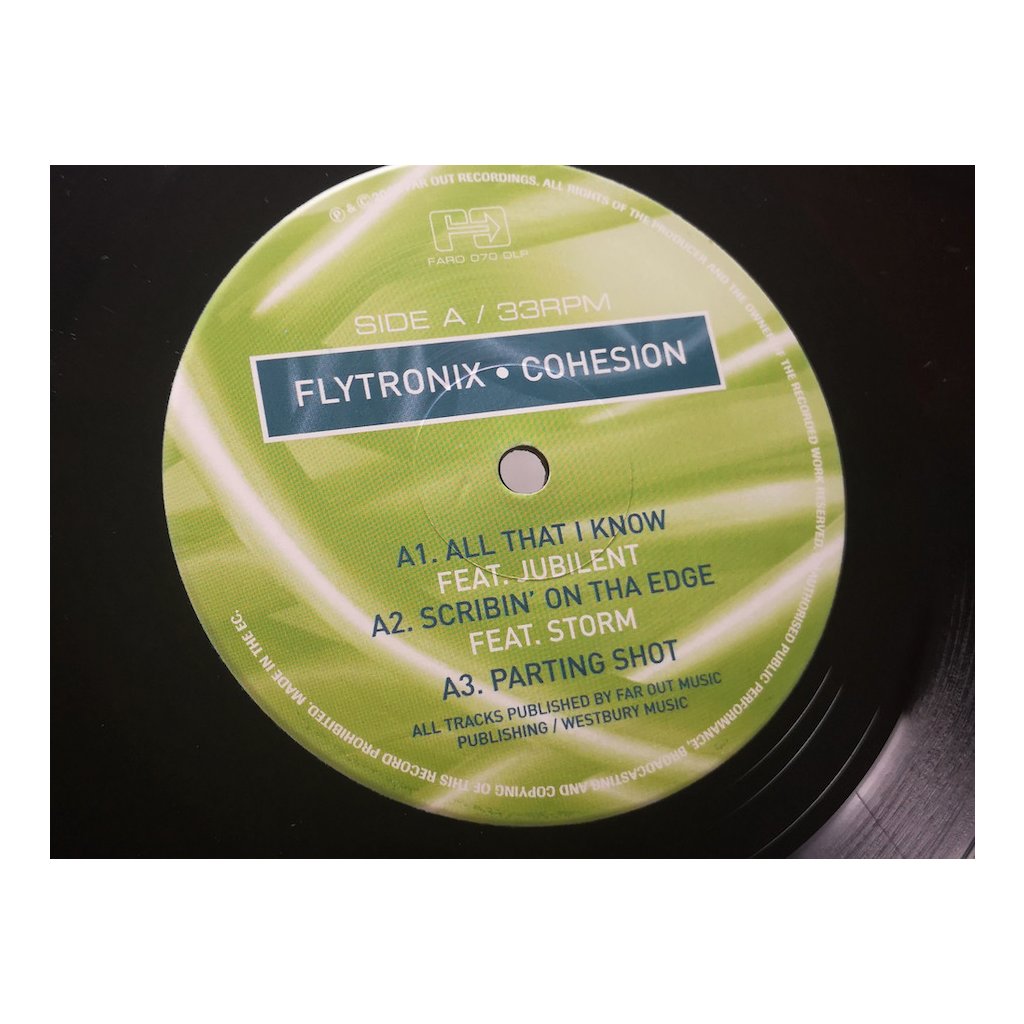 ℗ & © FAR OUT RECORDINGS. ALL RIGHTS OF THE PRODUCER AND THE OWNER OF THE RECORDED WORK RESERVED. AUTHORISED PUBLIC PERFORMANCE, BROADCASTING AND COPYING OF THIS RECORD PROHIBITED. MADE IN THE EC.
FARO 070 DLP
SIDE A / 33RPM
FLYTRONIX • COHESION
A1. ALL THAT I KNOW
FEAT. JUBILENT
A2. SCRIBIN' ON THA EDGE
FEAT. STORM
A3. PARTING SHOT
ALL TRACKS PUBLISHED BY FAR OUT MUSIC
PUBLISHING / WESTBURY MUSIC